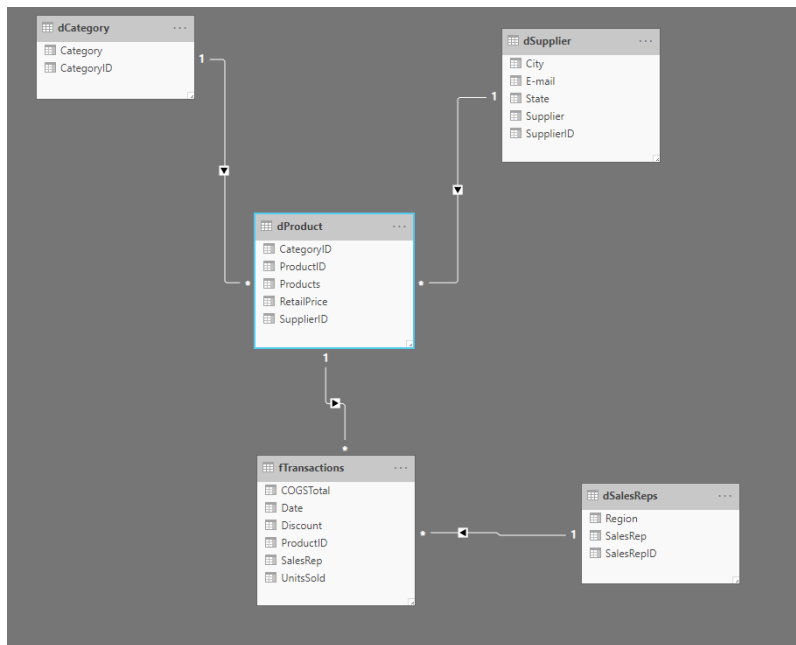 dCategory
Category
CategoryID
dSupplier
City
E-mail
State
Supplier
SupplierID
1
1
dProduct
CategoryID
ProductID
Products
RetailPrice
SupplierID
*
*
1
*
fTransactions
COGSTotal
Date
Discount
ProductID
SalesRep
UnitsSold
dSalesReps
Region
SalesRep
SalesRepID
*
1